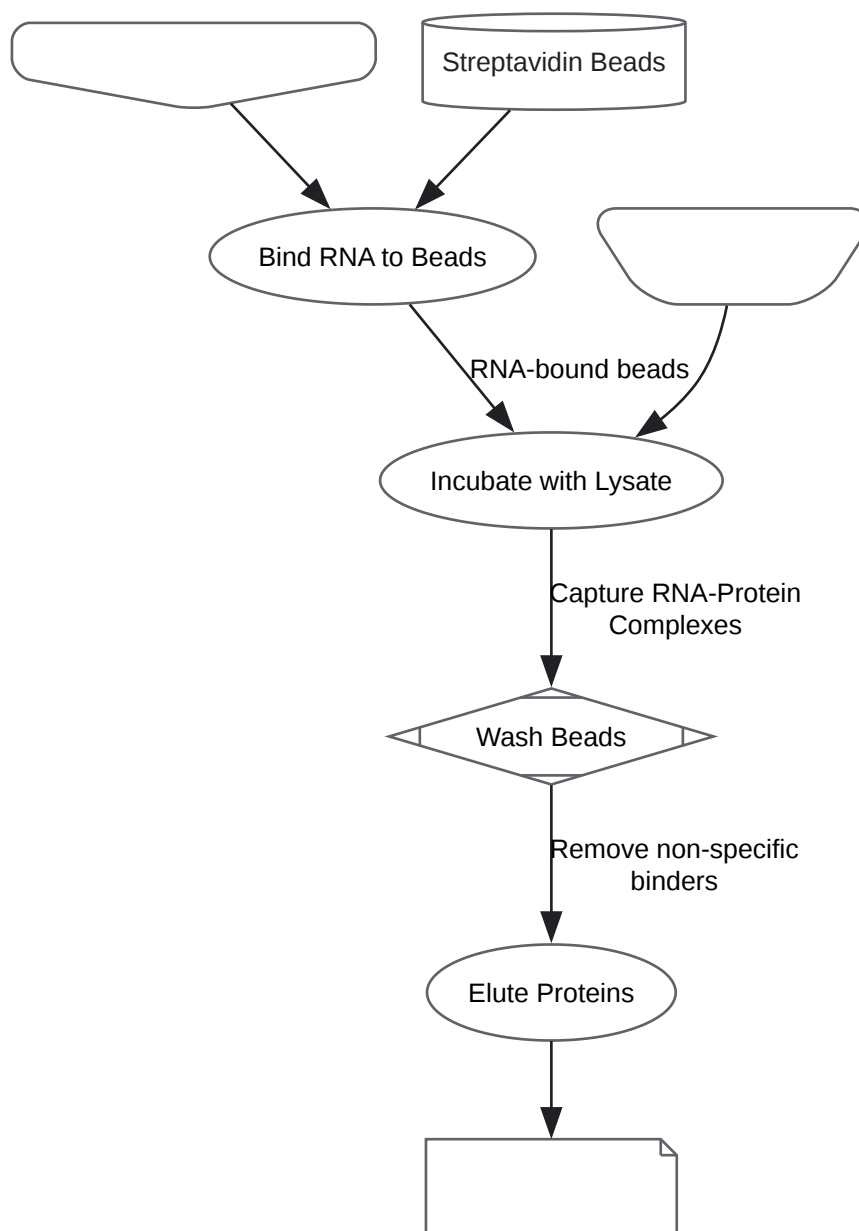 Streptavidin Beads
Bind RNA to Beads
RNA-bound beads
Incubate with Lysate
Capture RNA-Protein
Complexes
Wash Beads
Remove non-specific
binders
Elute Proteins